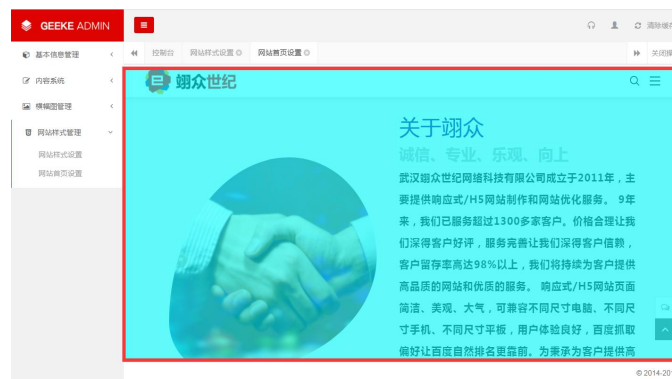 GEEKE ADMIN
清除缓存
基本信息管理
控制台 网站样式设置 网站首页设置
关闭操
内容系统
横幅图管理
网站样式管理
网站样式设置
网站首页设置
翊众世纪
关于翊众
诚信、专业、乐观、向上
武汉翊众世纪网络科技有限公司成立于2011年，主
要提供响应式/H5网站制作和网站优化服务。 9年
来，我们已服务超过1300多家客户。价格合理让我
们深得客户好评，服务完善让我们深得客户信赖，
客户留存率高达98%以上，我们将持续为客户提供
高品质的网站和优质的服务。 响应式/H5网站页面
简洁、美观、大气，可兼容不同尺寸电脑、不同尺
寸手机、不同尺寸平板，用户体验良好，百度抓取
偏好让百度自然排名更靠前。为秉承为客户提供高
© 2014-20